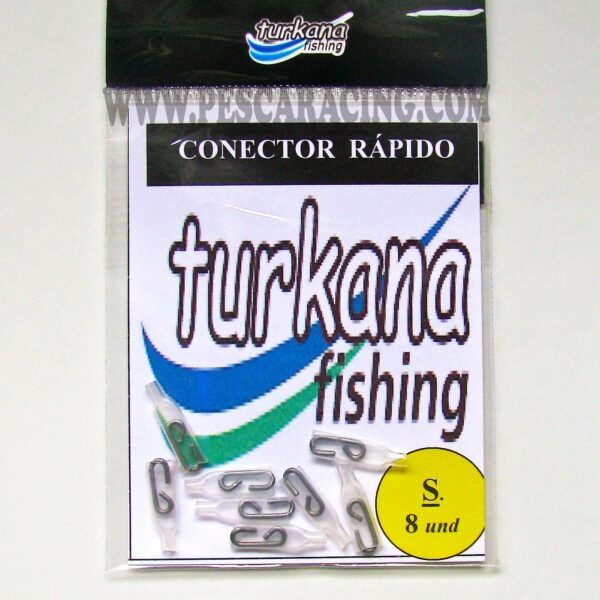 turkana
fishing
WWW.PESCARACING.COM
CONECTOR RÁPIDO
turkana
fishing
S.
8 und